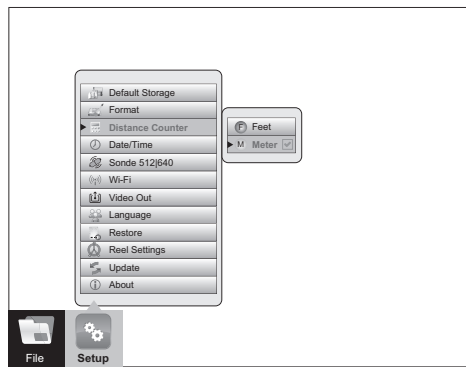 Default Storage
Format
Distance Counter
Date/Time
Sonde 512|640
Wi-Fi
Video Out
Language
Restore
Reel Settings
Update
About
F Feet
M Meter
File
Setup